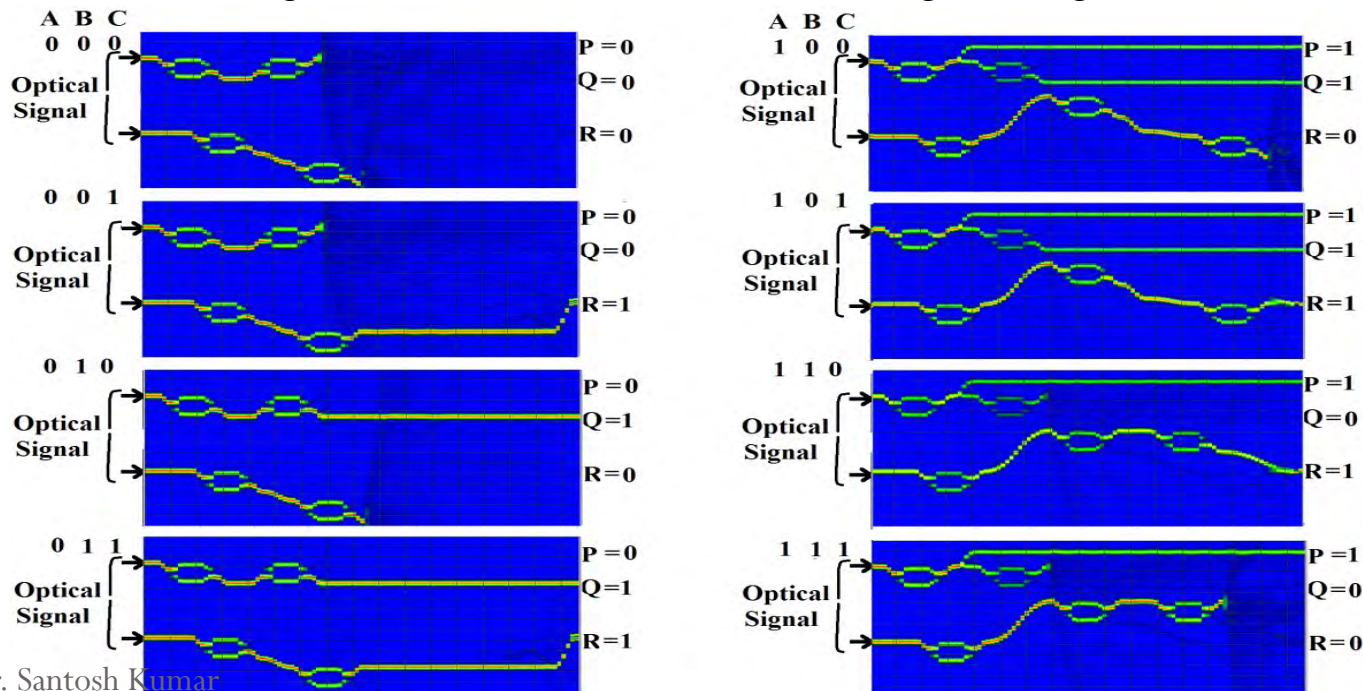 A B C
0 0 0
Optical
Signal
P=0
Q=0
R=0
0 0 1
Optical
Signal
P=0
Q=0
R=1
0 1 0
Optical
Signal
P=0
Q=1
R=0
0 1 1
Optical
Signal
P=0
Q=1
R=1
A B C
1 0 0
Optical
Signal
P=1
Q=1
R=0
1 0 1
Optical
Signal
P=1
Q=1
R=1
1 1 0
Optical
Signal
P=1
Q=0
R=1
1 1 1
Optical
Signal
P=1
Q=0
R=0
r. Santosh Kumar